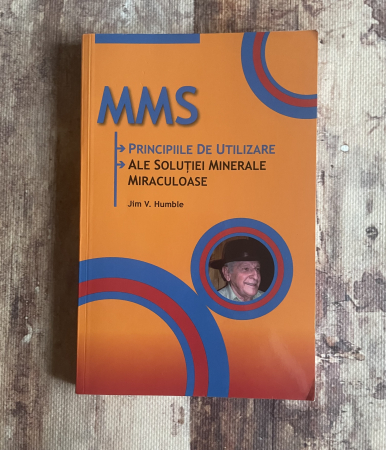 MMS
PRINCIPIILE DE UTILIZARE
ALE SOLUȚIEI MINERALE
MIRACULOASE
Jim V. Humble